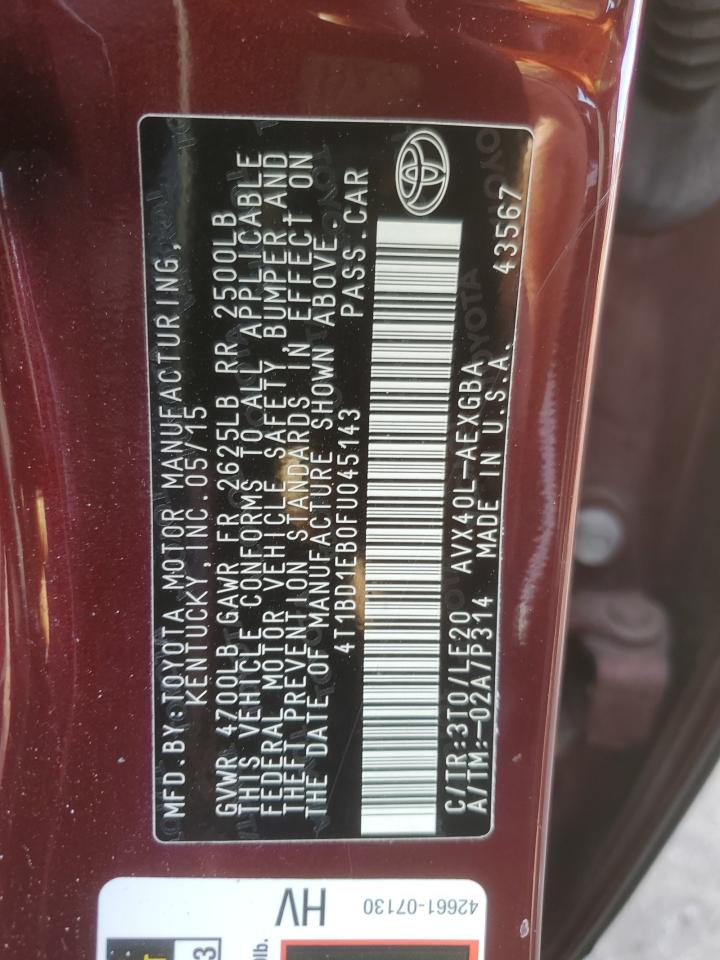 MFD.BY:TOYOTA MOTOR MANUFACTURING,
KENTUCKY,INC.05/15
GVWR 4700LB GAWR FR 2625LB RR 2500LB
THIS VEHICLE CONFORMS TO ALL APPLICABLE
FEDERAL MOTOR VEHICLE SAFETY, BUMPER AND
THEFT PREVENTION STANDARDS IN EFFECT ON
THE DATE OF MANUFACTURE SHOWN ABOVE.
4T1BD1EB0FU045143 PASS.CAR
C/TR:3T0/LE20 AVX40L-AEXGBA 43567
A/TM:-02A/P314 MADE IN U.S.A.
HV
42661-07130